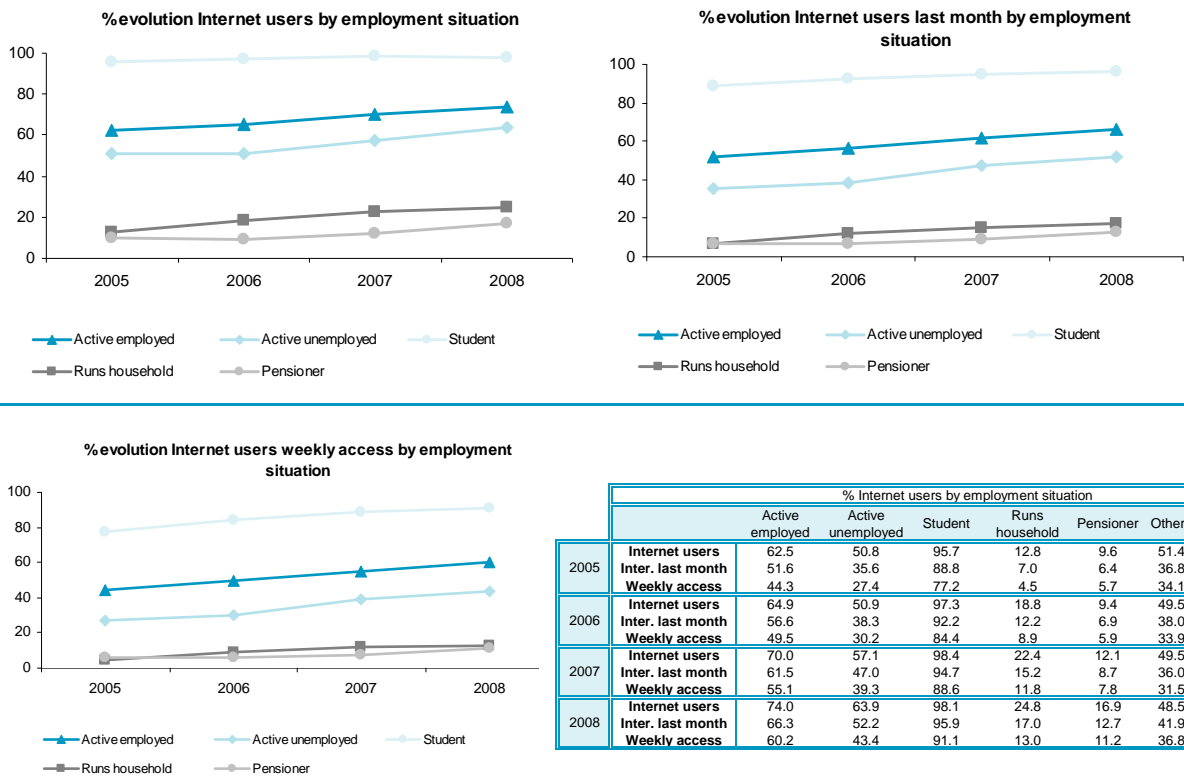 %evolution Internet users by employment situation
100
80
60
40
20
0
2005 2006 2007 2008
Active employed Active unemployed Student
Runs household Pensioner
%evolution Internet users last month by employment
situation
100
80
60
40
20
0
2005 2006 2007 2008
Active employed Active unemployed Student
Runs household Pensioner
%evolution Internet users weekly access by employment
situation
100
80
60
40
20
0
2005 2006 2007 2008
Active employed Active unemployed Student
Runs household Pensioner
% Internet users by employment situation
Active employed Active unemployed Student Runs household Pensioner Other
2005 Internet users 62.5 50.8 95.7 12.8 9.6 51.4
Inter. last month 51.6 35.6 88.8 7.0 6.4 36.8
Weekly access 44.3 27.4 77.2 4.5 5.7 34.1
2006 Internet users 64.9 50.9 97.3 18.8 9.4 49.5
Inter. last month 56.6 38.3 92.2 12.2 6.9 38.0
Weekly access 49.5 30.2 84.4 8.9 5.9 33.9
2007 Internet users 70.0 57.1 98.4 22.4 12.1 49.5
Inter. last month 61.5 47.0 94.7 15.2 8.7 36.0
Weekly access 55.1 39.3 88.6 11.8 7.8 31.5
2008 Internet users 74.0 63.9 98.1 24.8 16.9 48.5
Inter. last month 66.3 52.2 95.9 17.0 12.7 41.9
Weekly access 60.2 43.4 91.1 13.0 11.2 36.8